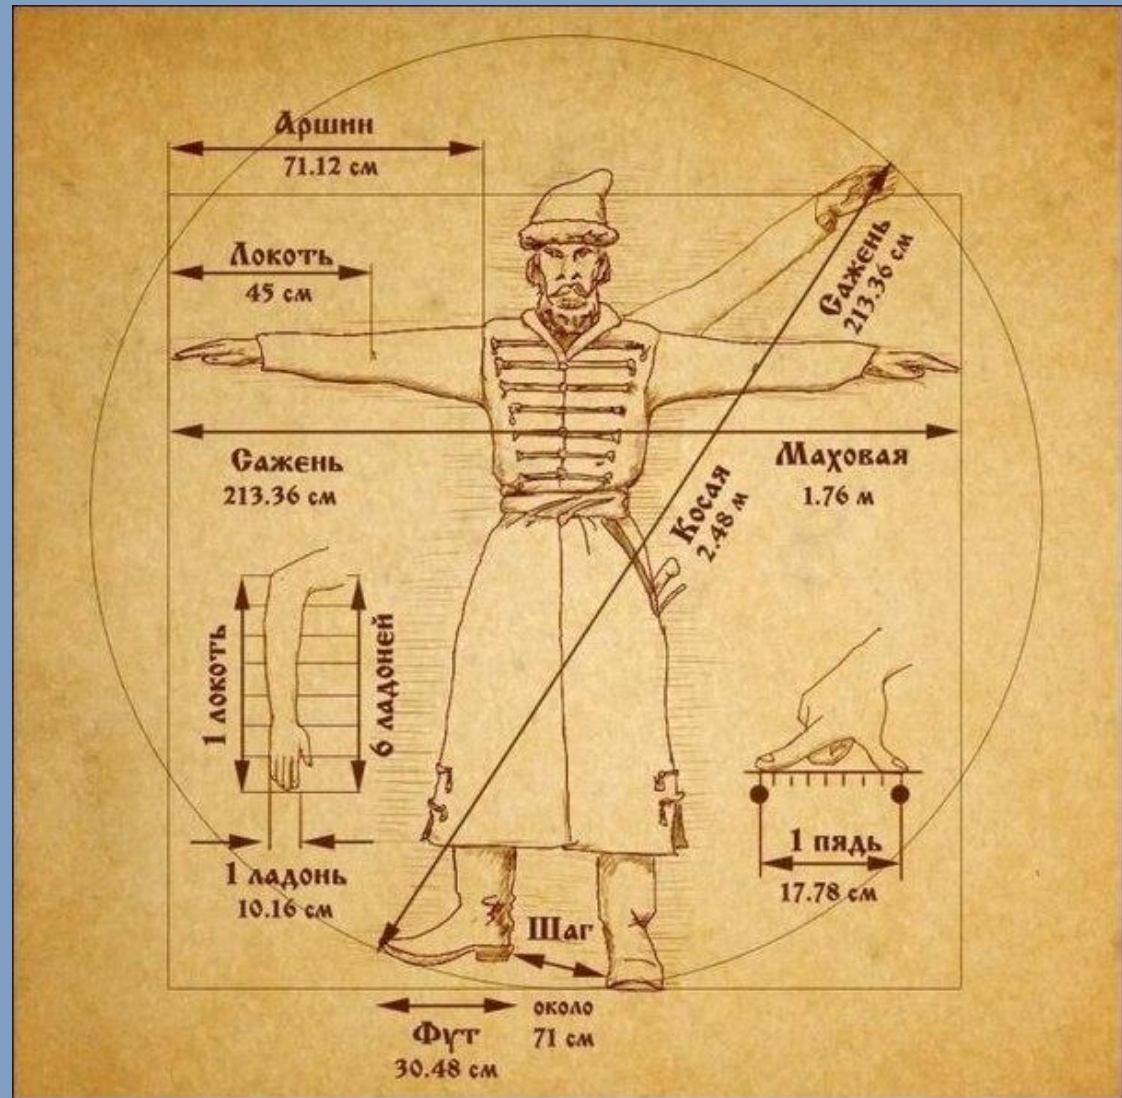 Аршин
71.12 см
Локоть
45 см
Сажень
213.36 см
Сажень
213.36 см
Маховая
1.76 м
Косая
2.48 м
1 локоть
6 ладоней
1 ладонь
10.16 см
1 пядь
17.78 см
Шаг
около
71 см
Фут
30.48 см